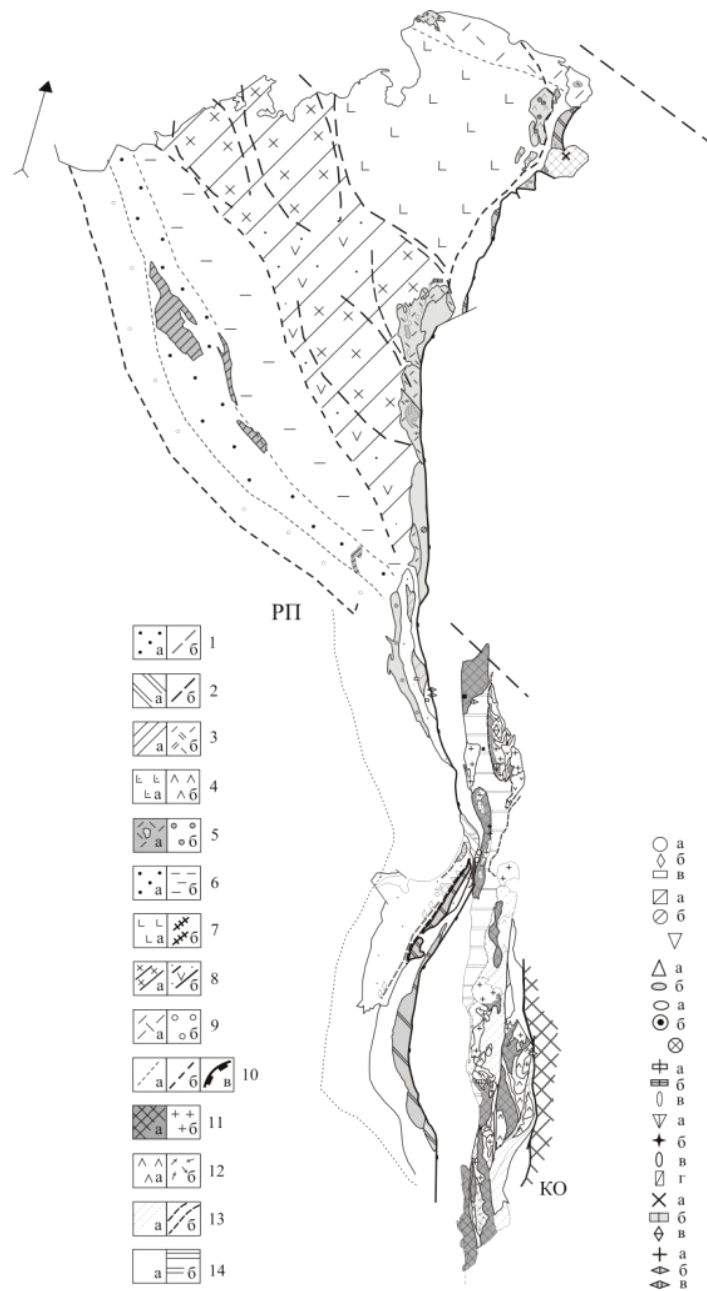 РП
а б 1
а б 2
а б 3
а б 4
а б 5
а б 6
а б 7
а б 8
а б 9
а б в 10
а б 11
а б 12
а б 13
а б 14
КО
а
б
в
а
б
а
б
а
б
а
б
в
а
б
в
г
а
б
в
а
б
в